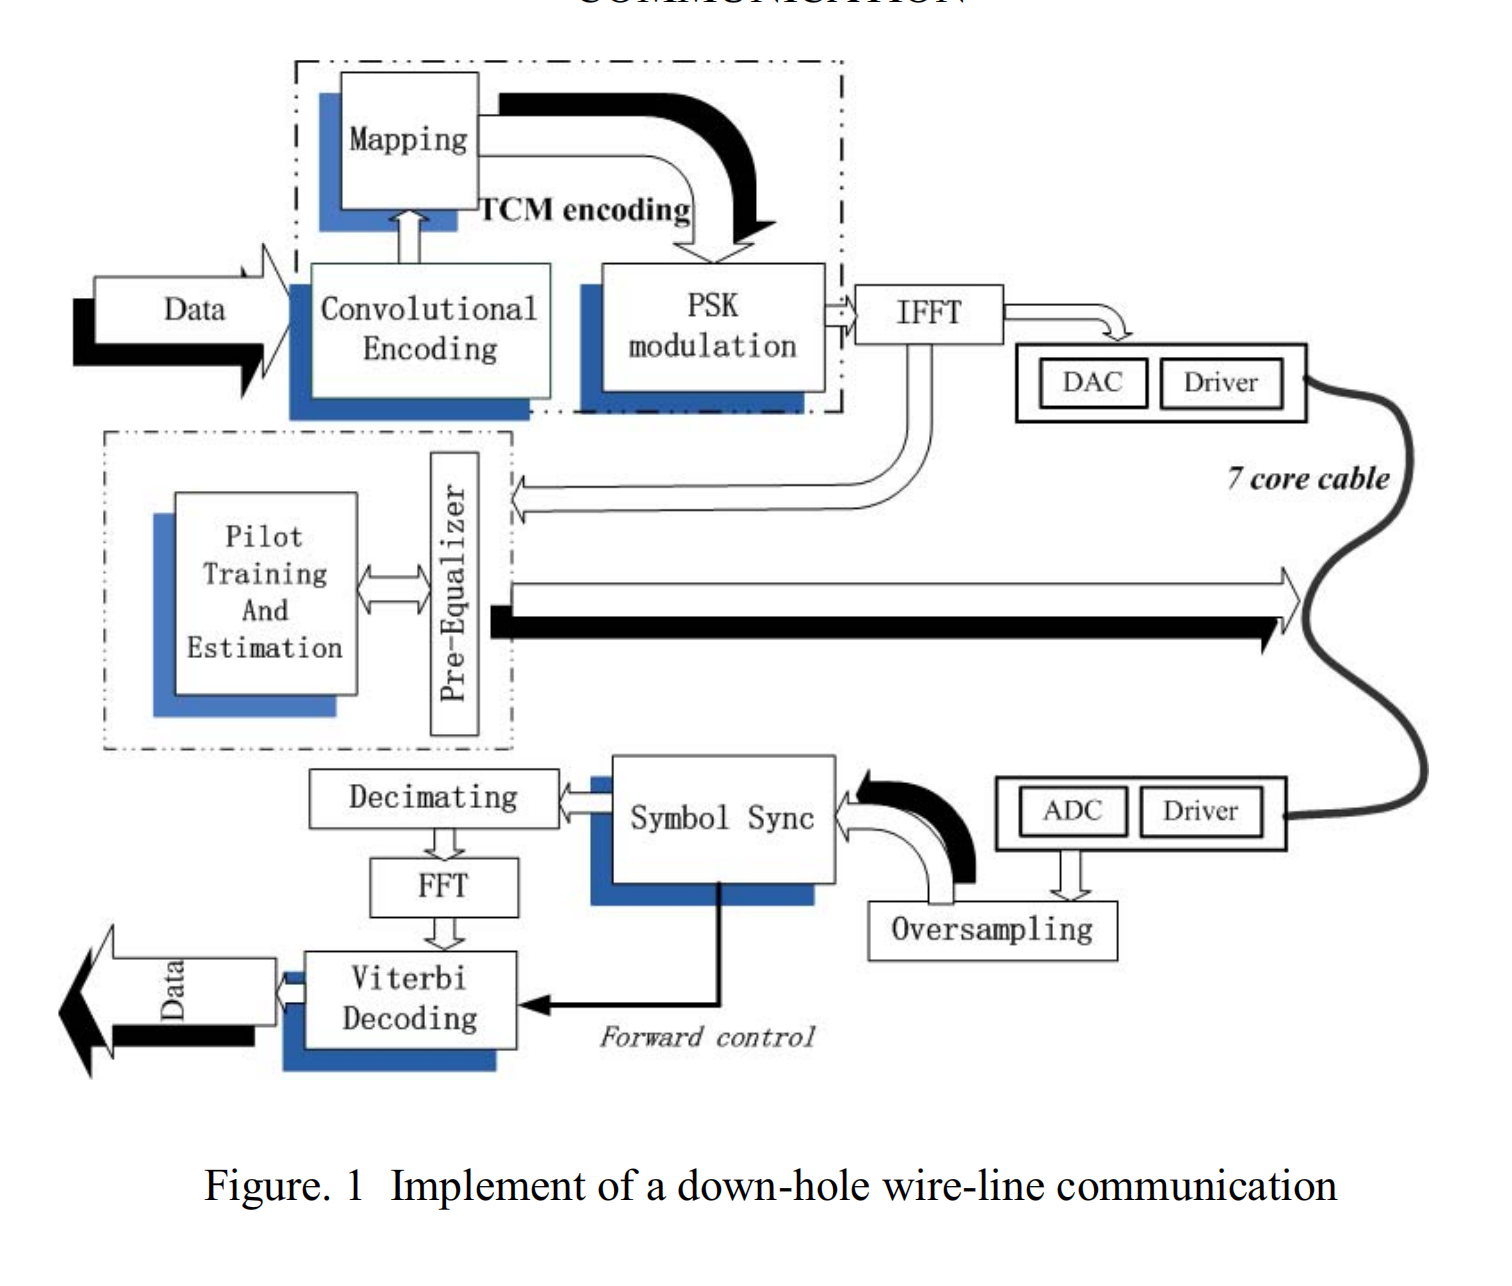 COMMUNICATION
Mapping
TCM encoding
Data
Convolutional
Encoding
PSK
modulation
IFFT
DAC
Driver
7 core cable
Pilot
Training
And
Estimation
Pre-Equalizer
Decimating
Symbol Sync
ADC
Driver
FFT
Oversampling
Viterbi
Decoding
Data
Forward control
Figure. 1 Implement of a down-hole wire-line communication